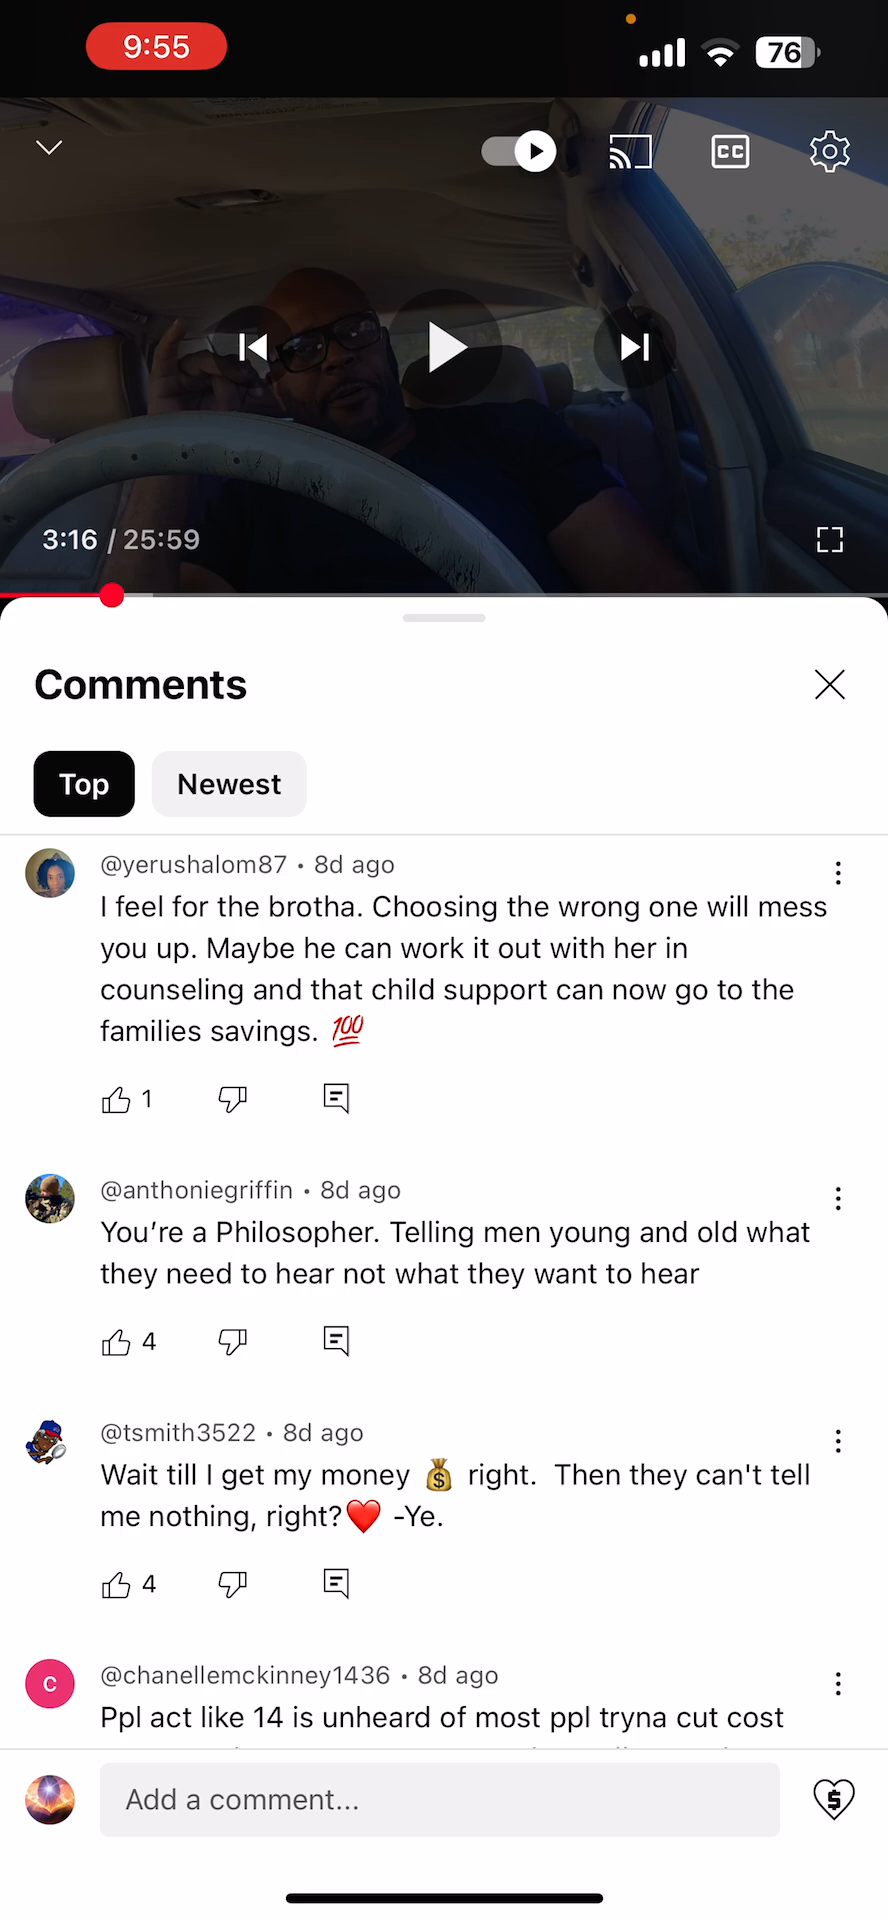 9:55
76
CC
3:16 / 25:59
Comments
Top
Newest
@yerushalom87 • 8d ago
I feel for the brotha. Choosing the wrong one will mess
you up. Maybe he can work it out with her in
counseling and that child support can now go to the
families savings. 💯
1
@anthoniegriffin • 8d ago
You’re a Philosopher. Telling men young and old what
they need to hear not what they want to hear
4
@tsmith3522 • 8d ago
Wait till I get my money 💰 right.  Then they can't tell
me nothing, right?❤️ -Ye.
4
C
@chanellemckinney1436 • 8d ago
Ppl act like 14 is unheard of most ppl tryna cut cost
Add a comment...
$